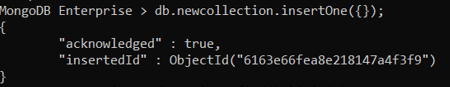 MongoDB Enterprise > db.newcollection.insertOne({});
{
"acknowledged" : true,
"insertedId" : ObjectId("6163e66fea8e218147a4f3f9")
}